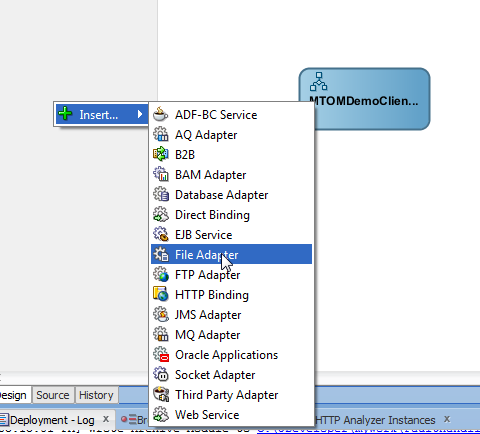 MTOMDemoClien...
Insert...
ADF-BC Service
AQ Adapter
B2B
BAM Adapter
Database Adapter
Direct Binding
EJB Service
File Adapter
FTP Adapter
HTTP Binding
JMS Adapter
MQ Adapter
Oracle Applications
Socket Adapter
Third Party Adapter
Web Service
Design Source History
Deployment - Log Br
HTTP Analyzer Instances